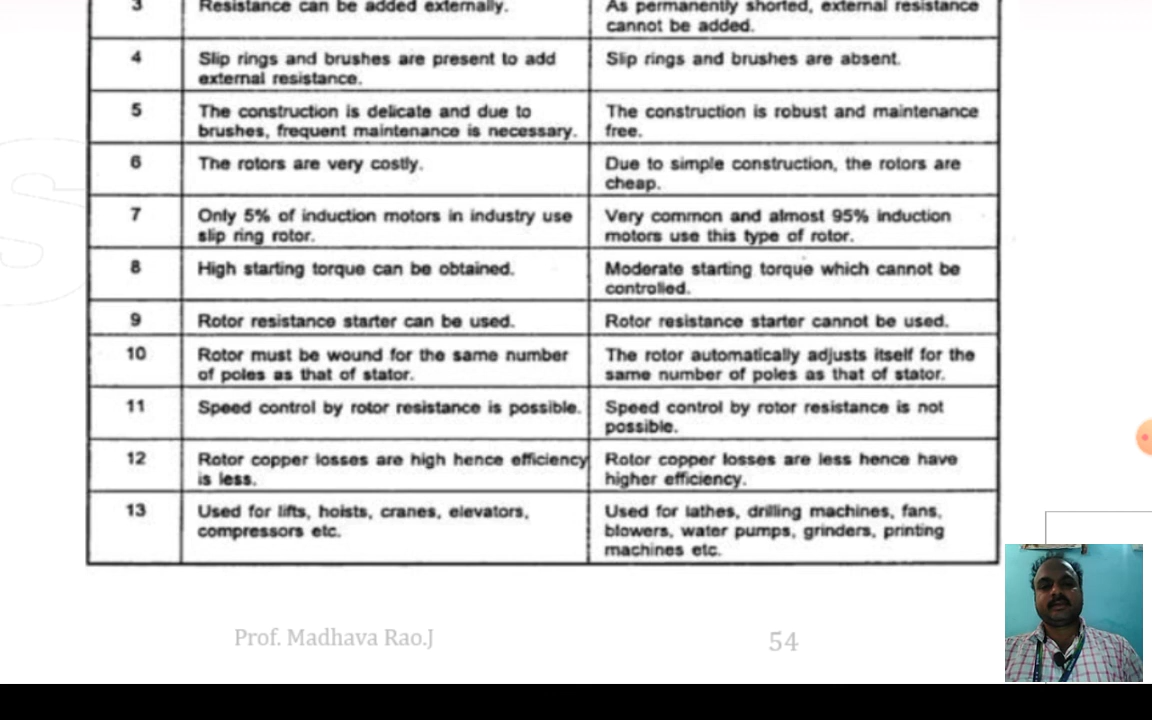 3 Resistance can be added externally. As permanently shorted, external resistance
cannot be added.
4 Slip rings and brushes are present to add Slip rings and brushes are absent.
external resistance.
5 The construction is delicate and due to The construction is robust and maintenance
brushes, frequent maintenance is necessary. free.
6 The rotors are very costly. Due to simple construction, the rotors are
cheap.
7 Only 5% of induction motors in industry use Very common and almost 95% induction
slip ring rotor. motors use this type of rotor.
8 High starting torque can be obtained. Moderate starting torque which cannot be
controlled.
9 Rotor resistance starter can be used. Rotor resistance starter cannot be used.
10 Rotor must be wound for the same number The rotor automatically adjusts itself for the
of poles as that of stator. same number of poles as that of stator.
11 Speed control by rotor resistance is possible. Speed control by rotor resistance is not
possible.
12 Rotor copper losses are high hence efficiency Rotor copper losses are less hence have
is less. higher efficiency.
13 Used for lifts, hoists, cranes, elevators, Used for lathes, drilling machines, fans,
compressors etc. blowers, water pumps, grinders, printing
machines etc.
Prof. Madhava Rao.J 54